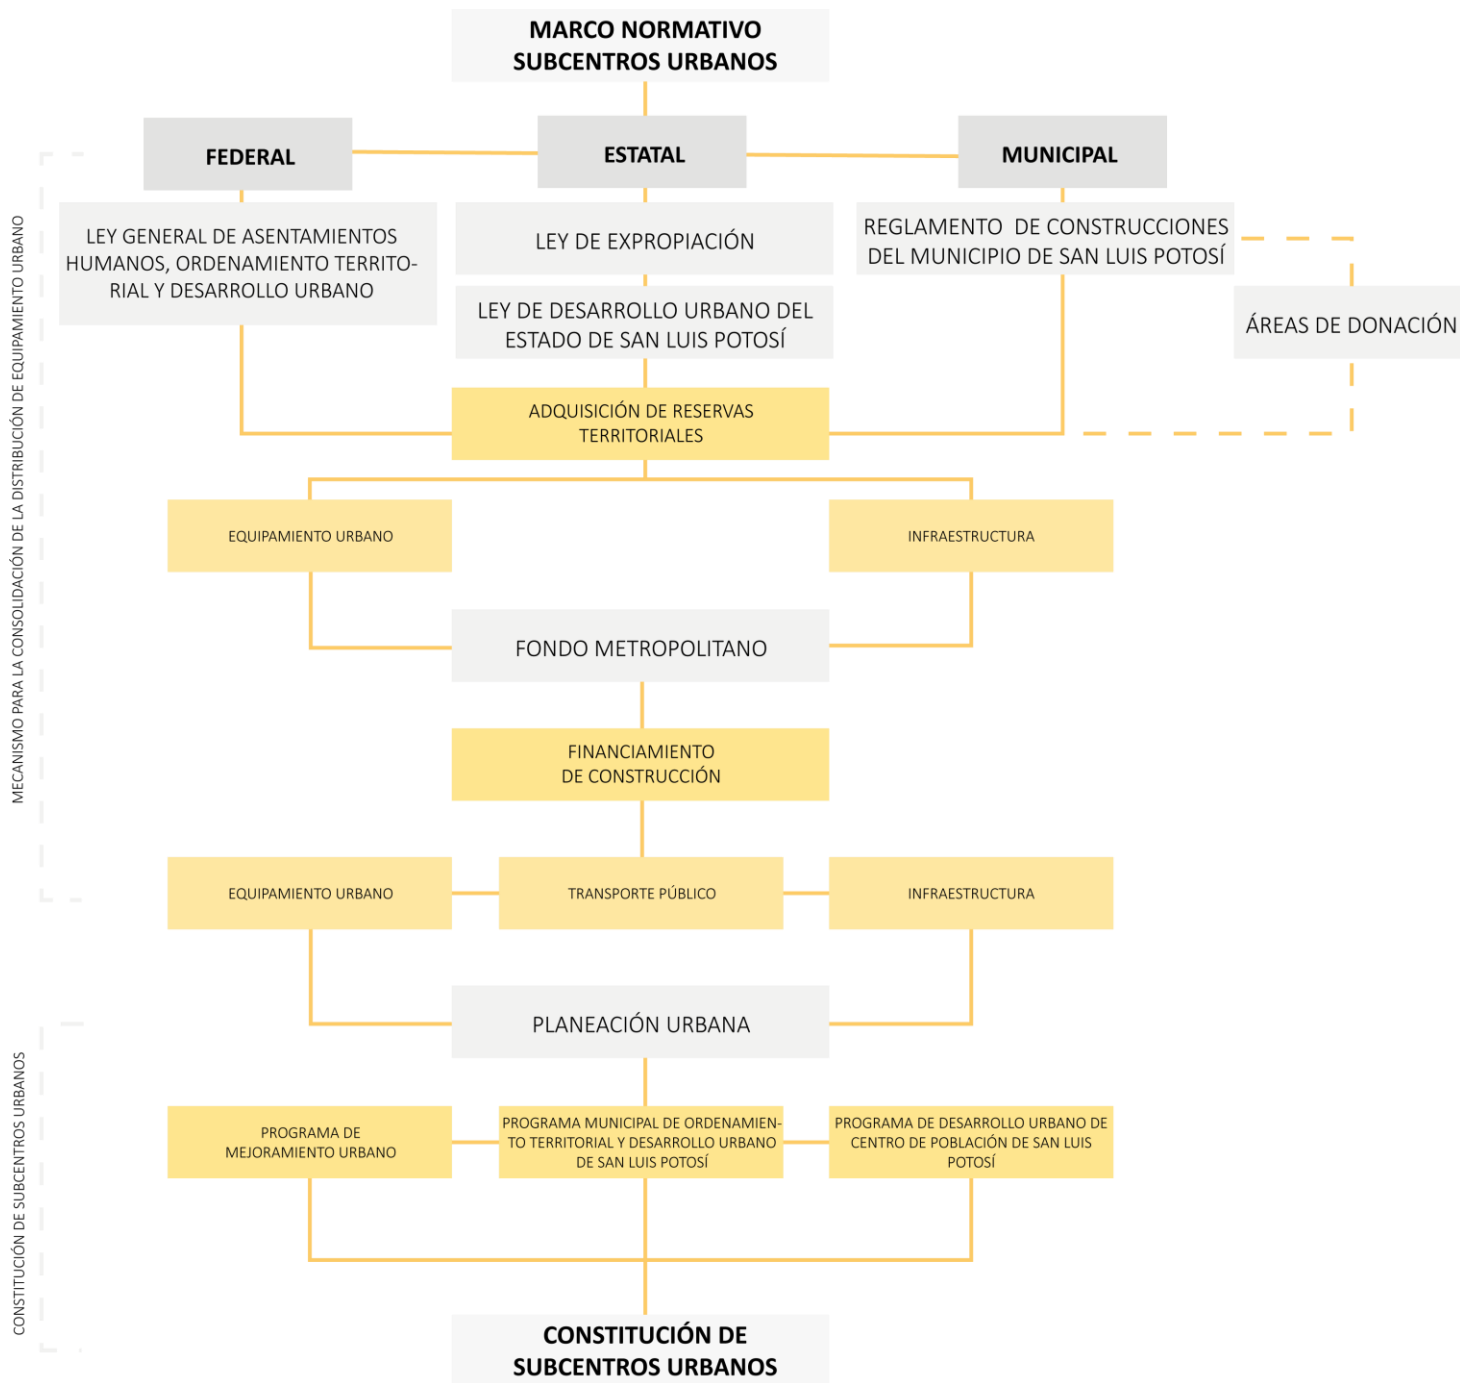 MARCO NORMATIVO
SUBCENTROS URBANOS
FEDERAL
ESTATAL
MUNICIPAL
LEY GENERAL DE ASENTAMIENTOS
HUMANOS, ORDENAMIENTO TERRITO-
RIAL Y DESARROLLO URBANO
LEY DE EXPROPIACIÓN
LEY DE DESARROLLO URBANO DEL
ESTADO DE SAN LUIS POTOSÍ
REGLAMENTO DE CONSTRUCCIONES
DEL MUNICIPIO DE SAN LUIS POTOSÍ
ÁREAS DE DONACIÓN
ADQUISICIÓN DE RESERVAS
TERRITORIALES
EQUIPAMIENTO URBANO
INFRAESTRUCTURA
FONDO METROPOLITANO
FINANCIAMIENTO
DE CONSTRUCCIÓN
EQUIPAMIENTO URBANO
TRANSPORTE PÚBLICO
INFRAESTRUCTURA
MECANISMO PARA LA CONSOLIDACIÓN DE LA DISTRIBUCIÓN DE EQUIPAMIENTO URBANO
PLANEACIÓN URBANA
PROGRAMA DE
MEJORAMIENTO URBANO
PROGRAMA MUNICIPAL DE ORDENAMIEN-
TO TERRITORIAL Y DESARROLLO URBANO
DE SAN LUIS POTOSÍ
PROGRAMA DE DESARROLLO URBANO DE
CENTRO DE POBLACIÓN DE SAN LUIS
POTOSÍ
CONSTITUCIÓN DE SUBCENTROS URBANOS
CONSTITUCIÓN DE
SUBCENTROS URBANOS